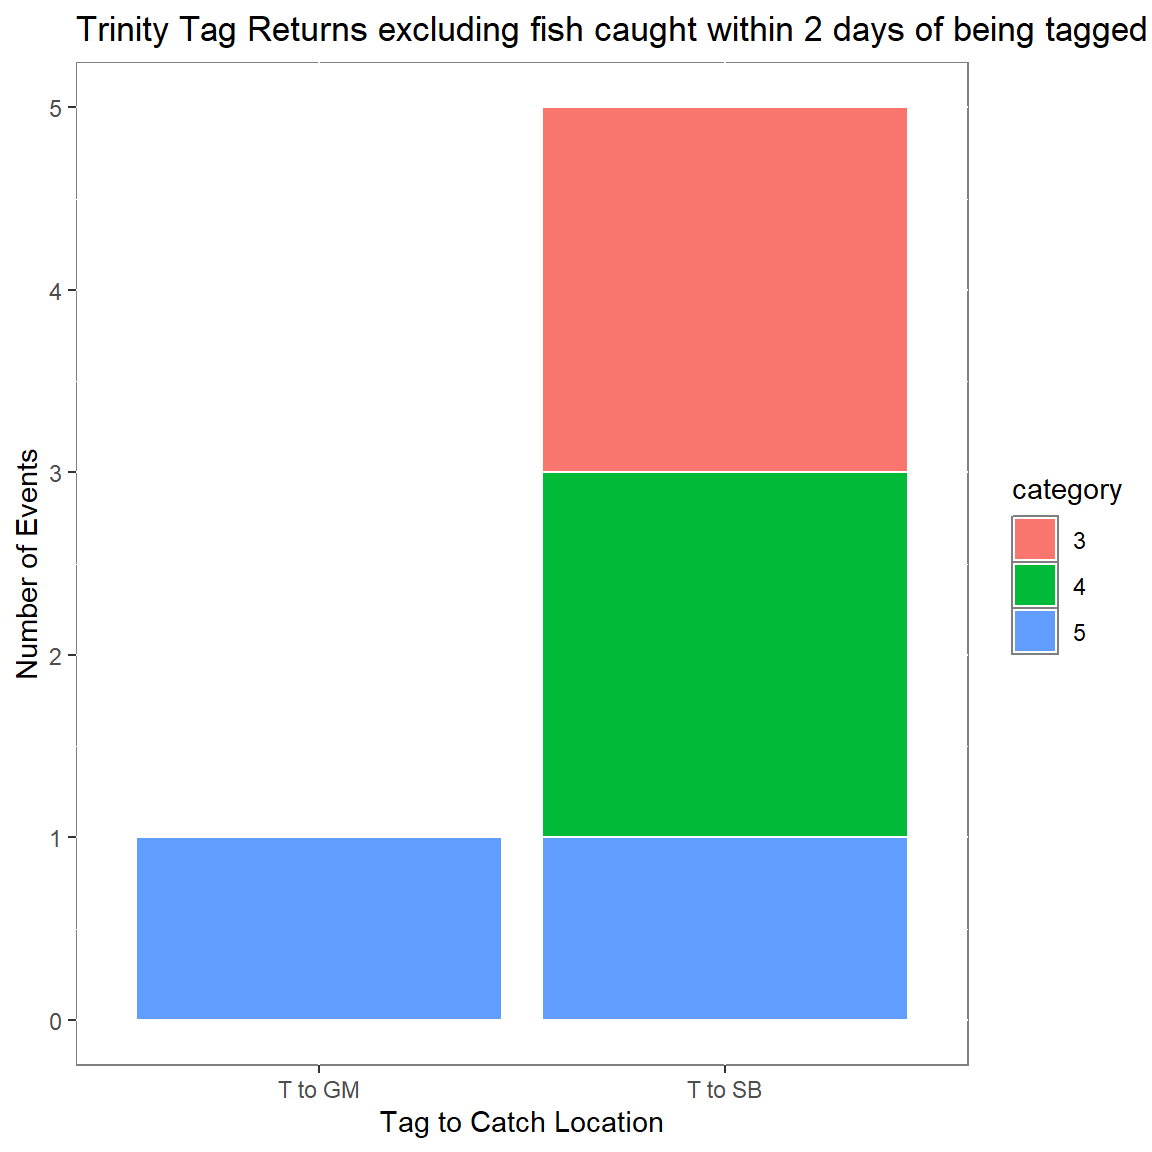 Trinity Tag Returns excluding fish caught within 2 days of being tagged
5
4
3
2
1
0
Number of Events
T to GM
T to SB
Tag to Catch Location
category
3
4
5